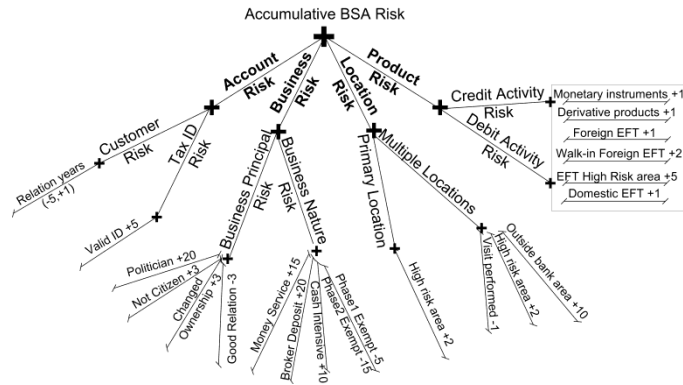 Accumulative BSA Risk
Account
Risk
Business
Risk
Location
Risk
Product
Risk
Customer
Risk
Tax ID
Risk
Business Principal
Risk
Business Nature
Risk
Primary Location
Multiple Locations
Credit Activity
Risk
Debit Activity
Risk
Monetary instruments +1
Derivative products +1
Foreign EFT +1
Walk-in Foreign EFT +2
EFT High Risk area +5
Domestic EFT +1
Relation years
(-5,+1)
Valid ID +5
Politician +20
Not Citizen +3
Changed
Ownership +3
Good Relation -3
Money Service +15
Broker Deposit +20
Cash Intensive +10
Phase1 Exempt -5
Phase2 Exempt -15
High risk area +2
Visit performed -1
High risk area +2
Outside bank area +10